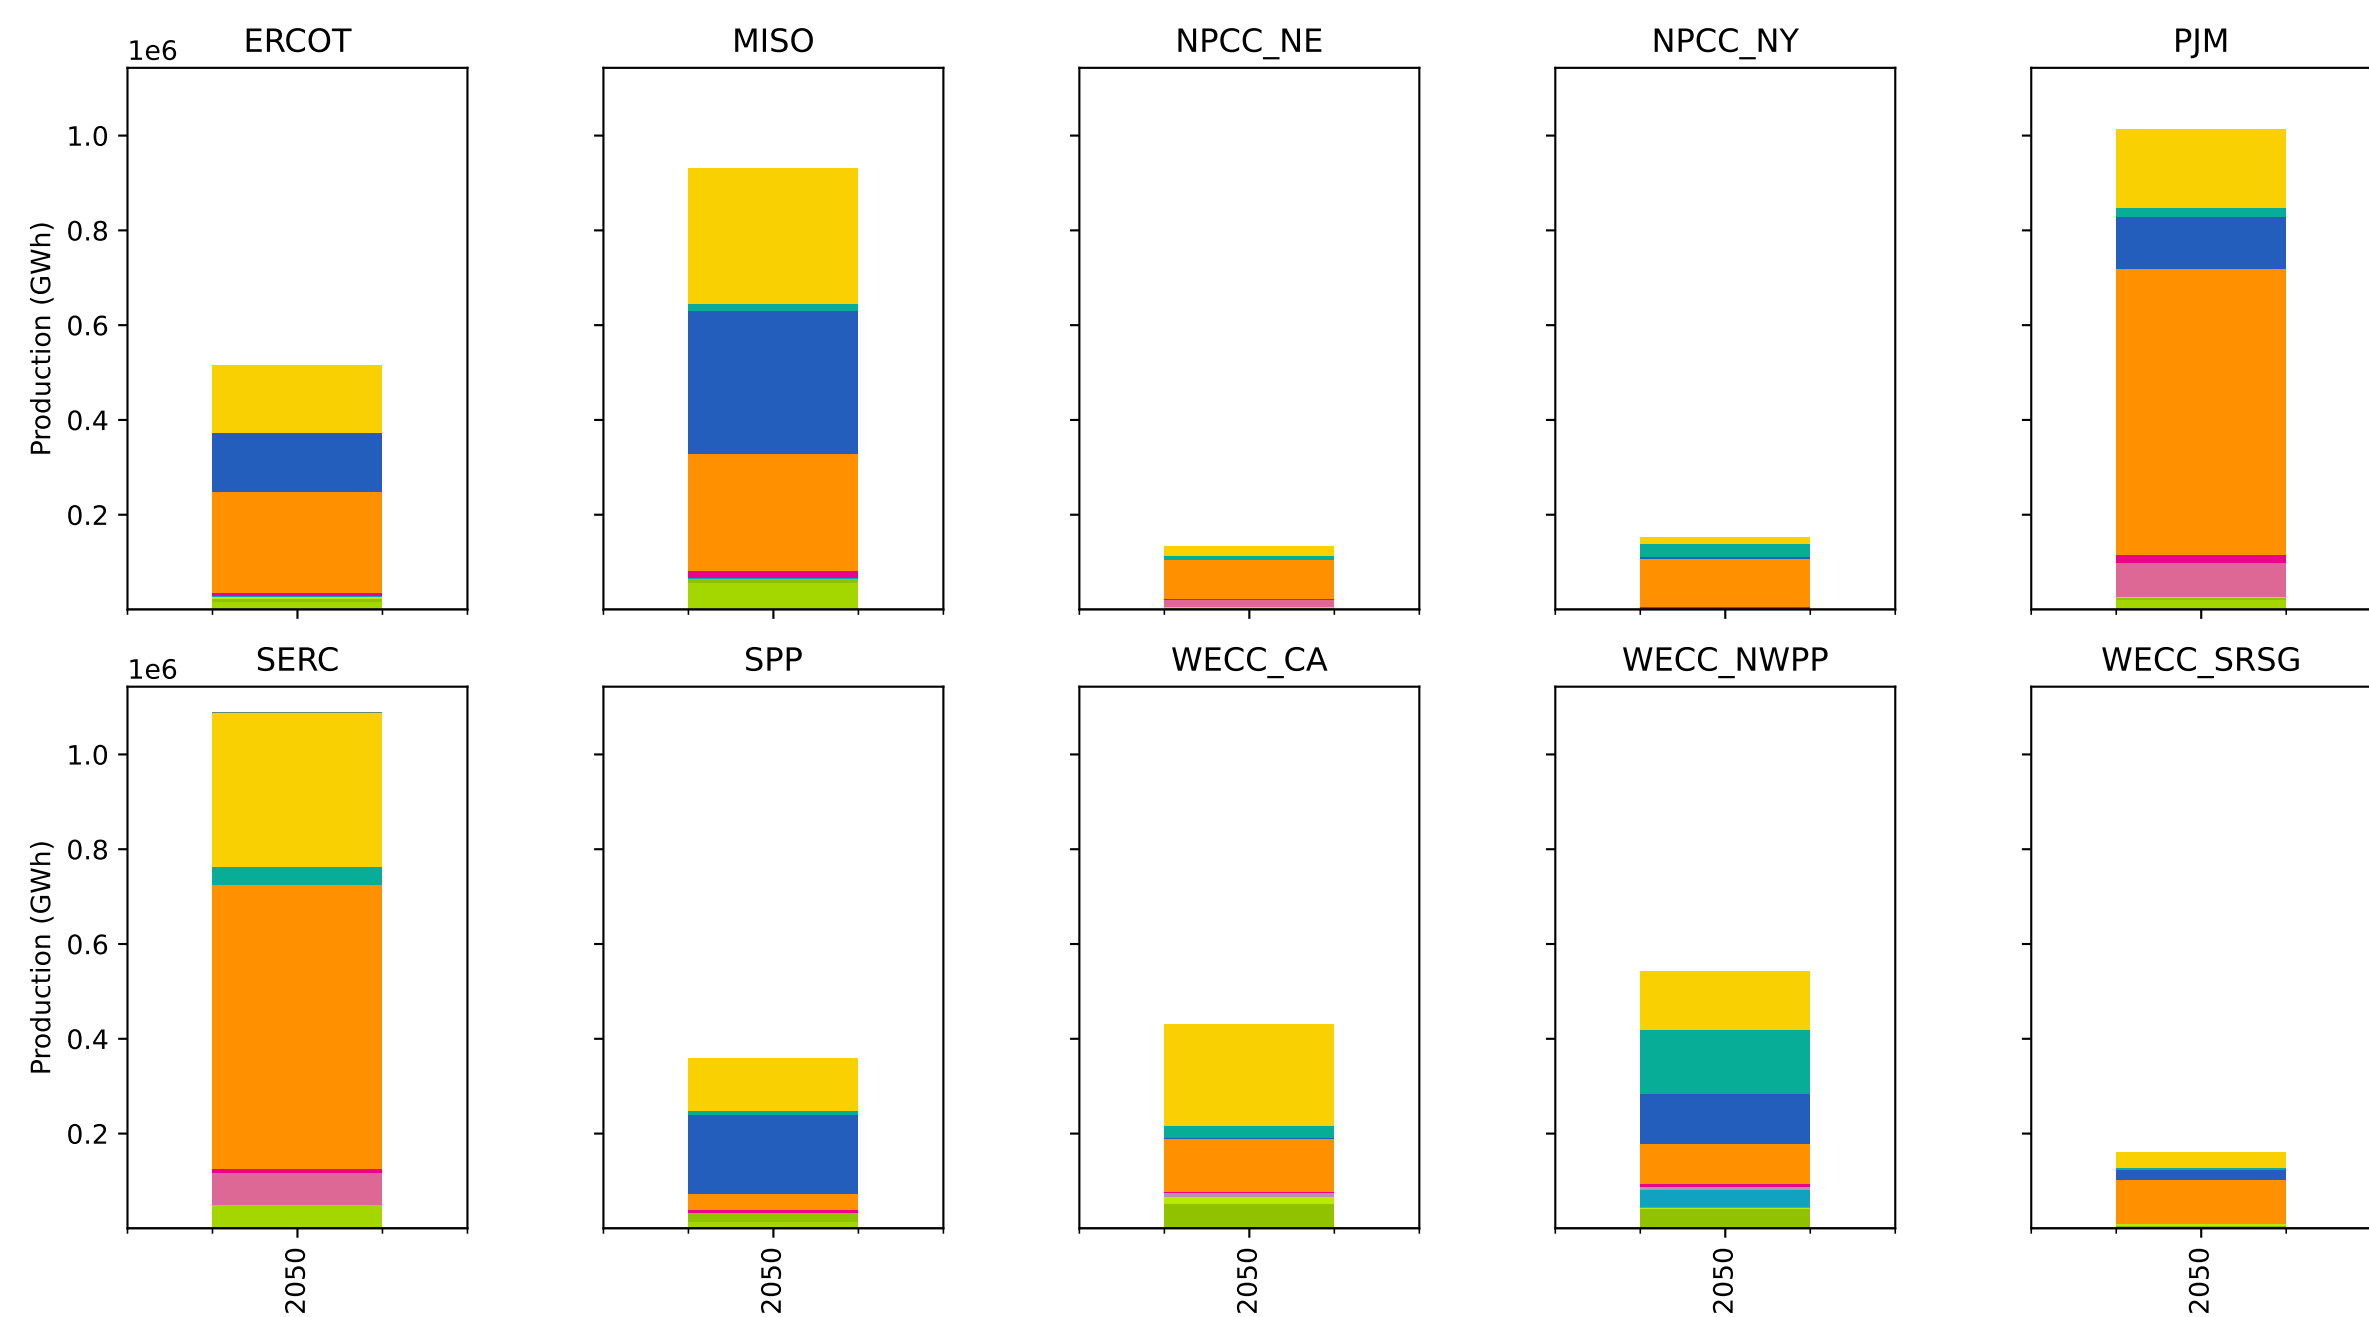 ERCOT
MISO
NPCC_NE
NPCC_NY
PJM
1e6
1.0
0.8
0.6
0.4
0.2
Production (GWh)
SERC
SPP
WECC_CA
WECC_NWPP
WECC_SRSG
1e6
1.0
0.8
0.6
0.4
0.2
Production (GWh)
2050
2050
2050
2050
2050